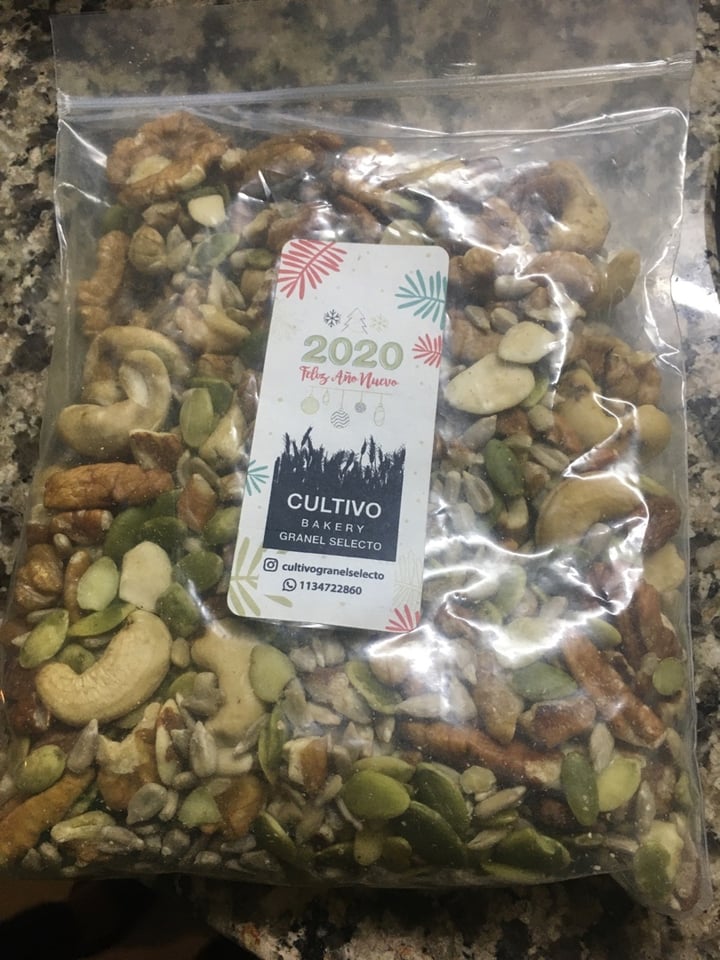 2020
Feliz Año Nuevo
CULTIVO
BAKERY
GRANEL SELECTO
cultivogranelselecto
1134722860